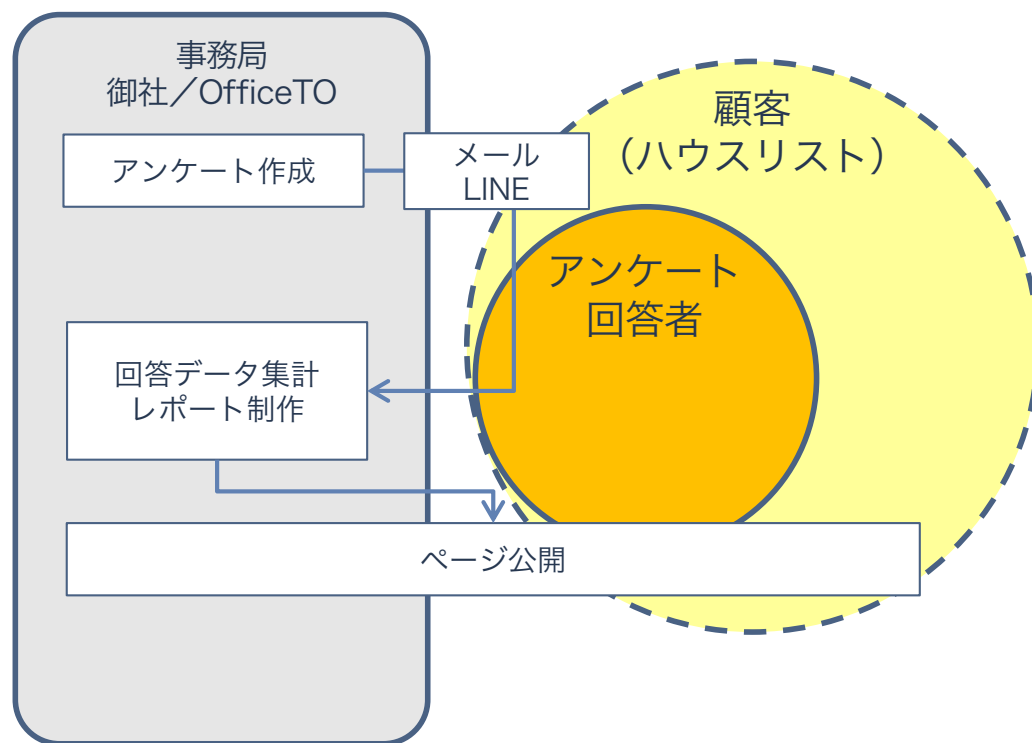 事務局
御社／OfficeTO
アンケート作成
メール
LINE
顧客
（ハウスリスト）
アンケート
回答者
回答データ集計
レポート制作
ページ公開